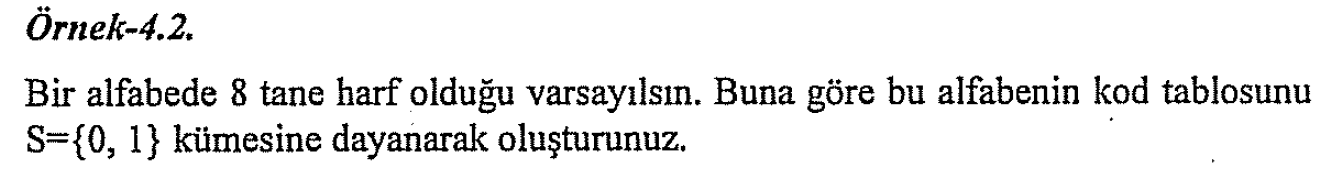 Örnek-4.2.
Bir alfabede 8 tane harf olduğu varsayılsın. Buna göre bu alfabenin kod tablosunu
S={0, 1} kümesine dayanarak oluşturunuz.